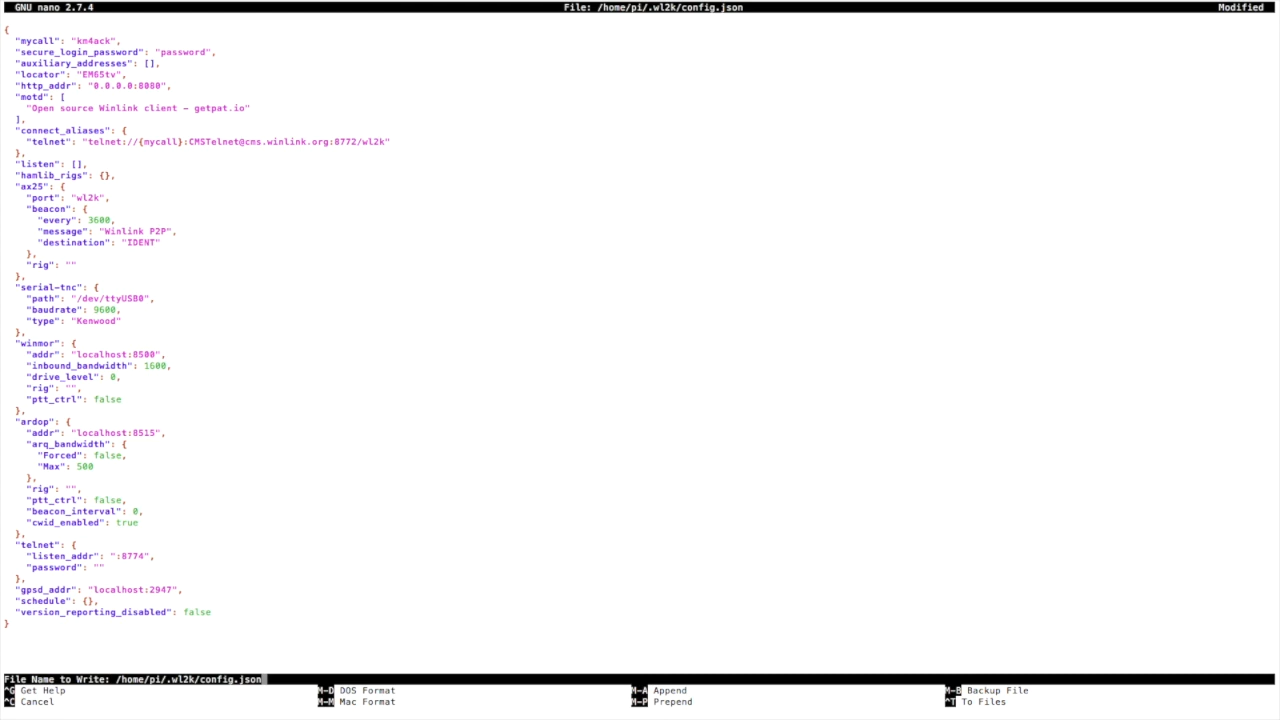 GNU nano 2.7.4 File: /home/pi/.wl2k/config.json Modified
{
"mycall": "km4ack",
"secure_login_password": "password",
"auxiliary_addresses": [],
"locator": "EM65tv",
"http_addr": "0.0.0.0:8080",
"motd": [
"Open source Winlink client - getpat.io"
],
"connect_aliases": {
"telnet": "telnet://{mycall}:CMSTelnet@cms.winlink.org:8772/wl2k"
},
"listen": [],
"hamlib_rigs": {},
"ax25": {
"port": "wl2k",
"beacon": {
"every": 3600,
"message": "Winlink P2P",
"destination": "IDENT"
},
"rig": ""
},
"serial-tnc": {
"path": "/dev/ttyUSB0",
"baudrate": 9600,
"type": "Kenwood"
},
"winmor": {
"addr": "localhost:8500",
"inbound_bandwidth": 1600,
"drive_level": 0,
"rig": "",
"ptt_ctrl": false
},
"ardop": {
"addr": "localhost:8515",
"arq_bandwidth": {
"Forced": false,
"Max": 500
},
"rig": "",
"ptt_ctrl": false,
"beacon_interval": 0,
"cwid_enabled": true
},
"telnet": {
"listen_addr": ":8774",
"password": ""
},
"gpsd_addr": "localhost:2947",
"schedule": {},
"version_reporting_disabled": false
}
File Name to Write: /home/pi/.wl2k/config.json
^G Get Help M-D DOS Format M-A Append M-B Backup File
^C Cancel M-M Mac Format M-P Prepend ^T To Files